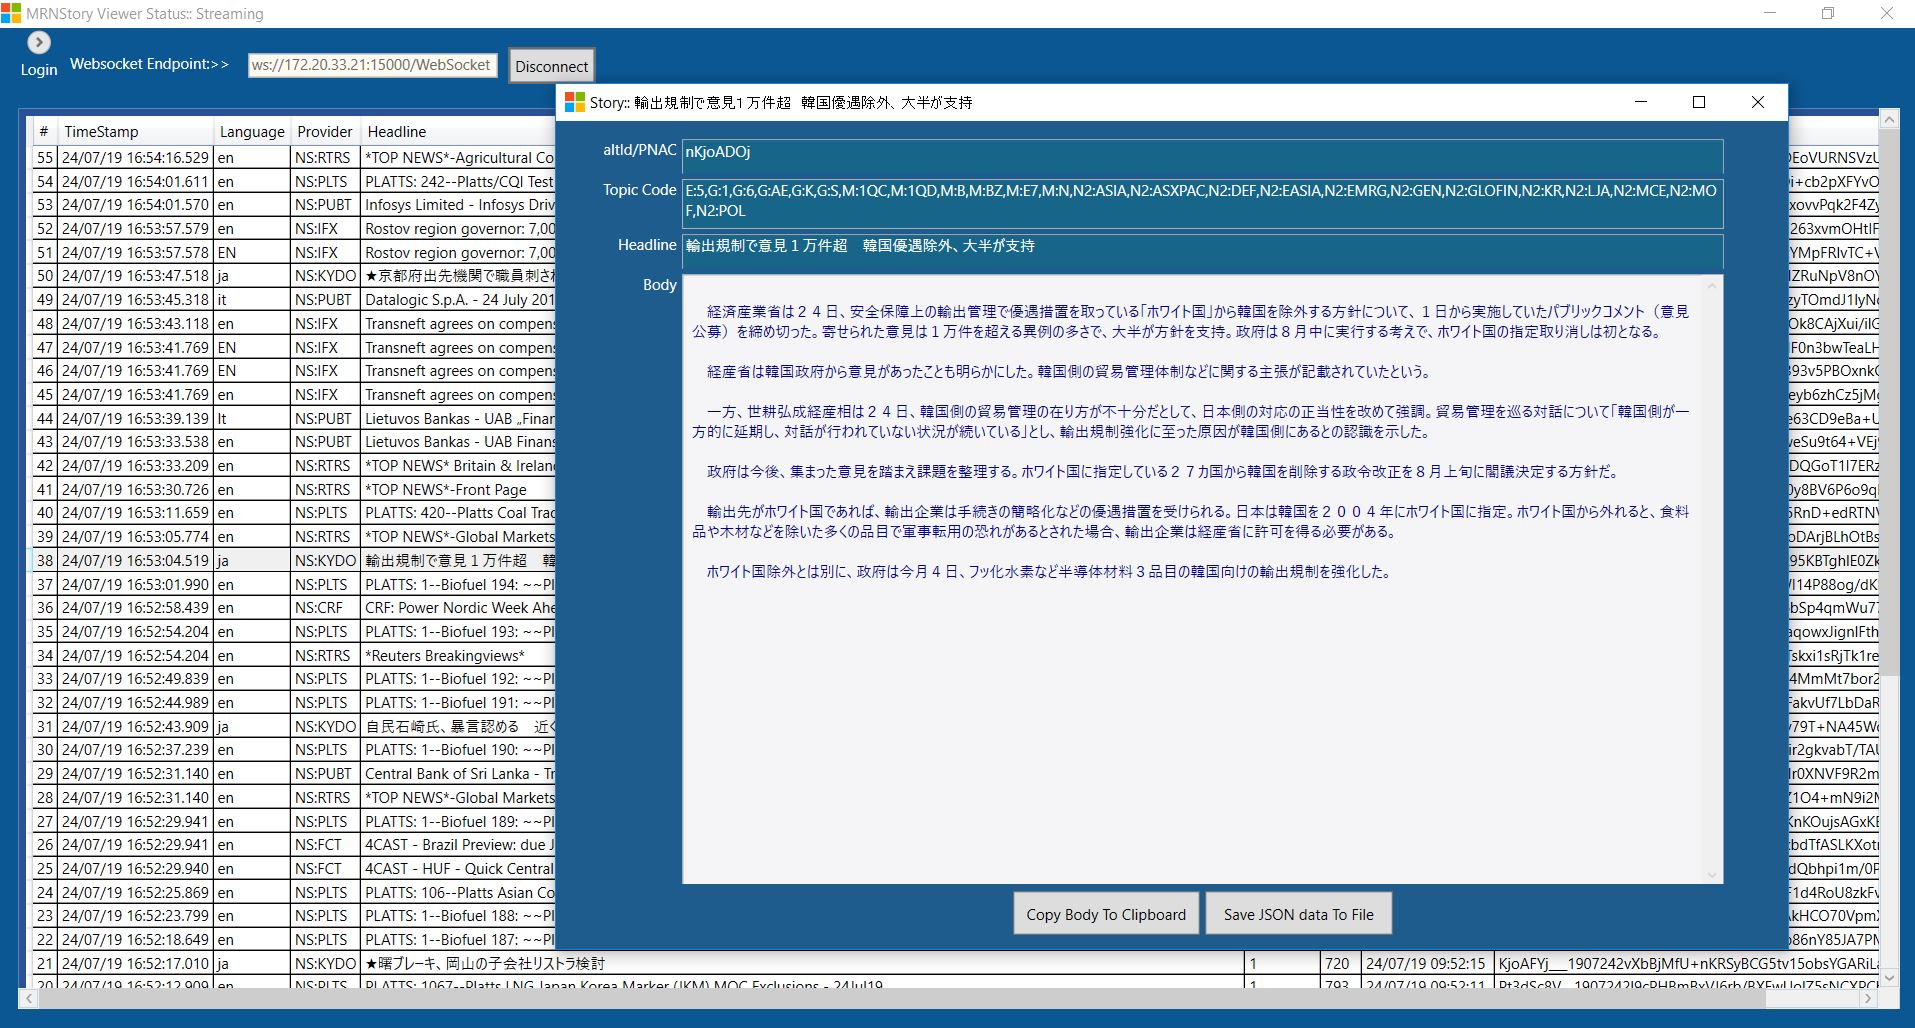 MRNStory Viewer Status:: Streaming
Login
Websocket Endpoint:>>
ws://172.20.33.21:15000/WebSocket
Disconnect
# TimeStamp Language Provider Headline
55 24/07/19 16:54:16.529 en NS:RTRS *TOP NEWS*-Agricultural Co
54 24/07/19 16:54:01.611 en NS:PLTS PLATTS: 242--Platts/CQI Test
53 24/07/19 16:54:01.570 en NS:PUBT Infosys Limited - Infosys Driv
52 24/07/19 16:53:57.579 en NS:IFX Rostov region governor: 7,00
51 24/07/19 16:53:57.579 EN NS:IFX Rostov region governor: 7,00
50 24/07/19 16:53:47.518 ja NS:KYDO ★京都府出先機関で職員刺され
49 24/07/19 16:53:45.318 it NS:PUBT Datalogic S.p.A. - 24 July 201
48 24/07/19 16:53:43.118 en NS:IFX Transneft agrees on compens
47 24/07/19 16:53:41.769 EN NS:IFX Transneft agrees on compens
46 24/07/19 16:53:41.769 EN NS:IFX Transneft agrees on compens
45 24/07/19 16:53:41.769 en NS:IFX Transneft agrees on compens
44 24/07/19 16:53:39.139 lt NS:PUBT Lietuvos Bankas - UAB „Finan
43 24/07/19 16:53:33.538 en NS:PUBT Lietuvos Bankas - UAB Finans
42 24/07/19 16:53:33.209 en NS:RTRS *TOP NEWS* Britain & Irelan
41 24/07/19 16:53:30.726 en NS:RTRS *TOP NEWS*-Front Page
40 24/07/19 16:53:11.659 en NS:PLTS PLATTS: 420--Platts Coal Trad
39 24/07/19 16:53:05.774 en NS:RTRS *TOP NEWS*-Global Markets
38 24/07/19 16:53:04.519 ja NS:KYDO 輸出規制で意見１万件超　韓
37 24/07/19 16:53:01.990 en NS:PLTS PLATTS: 1--Biofuel 194: ~~Pl
36 24/07/19 16:52:58.439 en NS:CRF CRF: Power Nordic Week Ahe
35 24/07/19 16:52:54.204 en NS:PLTS PLATTS: 1--Biofuel 193: ~~Pl
34 24/07/19 16:52:54.204 en NS:RTRS *Reuters Breakingviews*
33 24/07/19 16:52:49.839 en NS:PLTS PLATTS: 1--Biofuel 192: ~~Pl
32 24/07/19 16:52:44.989 en NS:PLTS PLATTS: 1--Biofuel 191: ~~Pl
31 24/07/19 16:52:43.909 ja NS:KYDO 自民石崎氏、暴言認める　近く
30 24/07/19 16:52:37.239 en NS:PLTS PLATTS: 1--Biofuel 190: ~~Pl
29 24/07/19 16:52:31.140 en NS:PUBT Central Bank of Sri Lanka - Tr
28 24/07/19 16:52:31.140 en NS:RTRS *TOP NEWS*-Global Markets
27 24/07/19 16:52:29.941 en NS:PLTS PLATTS: 1--Biofuel 189: ~~Pl
26 24/07/19 16:52:29.941 en NS:FCT 4CAST - Brazil Preview: due J
25 24/07/19 16:52:29.940 en NS:FCT 4CAST - HUF - Quick Central
24 24/07/19 16:52:25.869 en NS:PLTS PLATTS: 106--Platts Asian Co
23 24/07/19 16:52:23.799 en NS:PLTS PLATTS: 1--Biofuel 188: ~~Pl
22 24/07/19 16:52:18.649 en NS:PLTS PLATTS: 1--Biofuel 187: ~~Pl
21 24/07/19 16:52:17.010 ja NS:KYDO ★曙ブレーキ、岡山の子会社リストラ検討 1 720 24/07/19 09:52:15
20 24/07/19 16:52:12.909 en NS:PLTS PLATTS: 1067--Platts LNG Japan Korea Marker (JKM) MOC Exclusions - 24Jul19 1 793 24/07/19 09:52:11
Story:: 輸出規制で意見１万件超　韓国優遇除外、大半が支持
altId/PNAC nKjoADOj
Topic Code E:5,G:1,G:6,G:AE,G:K,G:S,M:1QC,M:1QD,M:B,M:BZ,M:E7,M:N,N2:ASIA,N2:ASXPAC,N2:DEF,N2:EASIA,N2:EMRG,N2:GEN,N2:GLOFIN,N2:KR,N2:LJA,N2:MCE,N2:MO
F,N2:POL
Headline 輸出規制で意見１万件超　韓国優遇除外、大半が支持
Body
経済産業省は２４日、安全保障上の輸出管理で優遇措置を取っている「ホワイト国」から韓国を除外する方針について、１日から実施していたパブリックコメント（意見
公募）を締め切った。寄せられた意見は１万件を超える異例の多さで、大半が方針を支持。政府は８月中に実行する考えで、ホワイト国の指定取り消しは初となる。
経産省は韓国政府から意見があったことも明らかにした。韓国側の貿易管理体制などに関する主張が記載されていたという。
一方、世耕弘成経産相は２４日、韓国側の貿易管理の在り方が不十分だとして、日本側の対応の正当性を改めて強調。貿易管理を巡る対話について「韓国側が一
方的に延期し、対話が行われていない状況が続いている」とし、輸出規制強化に至った原因が韓国側にあるとの認識を示した。
政府は今後、集まった意見を踏まえ課題を整理する。ホワイト国に指定している２７カ国から韓国を削除する政令改正を８月上旬に閣議決定する方針だ。
輸出先がホワイト国であれば、輸出企業は手続きの簡略化などの優遇措置を受けられる。日本は韓国を２００４年にホワイト国に指定。ホワイト国から外れると、食料
品や木材などを除いた多くの品目で軍事転用の恐れがあるとされた場合、輸出企業は経産省に許可を得る必要がある。
ホワイト国除外とは別に、政府は今月４日、フッ化水素など半導体材料３品目の韓国向けの輸出規制を強化した。
Copy Body To Clipboard
Save JSON data To File